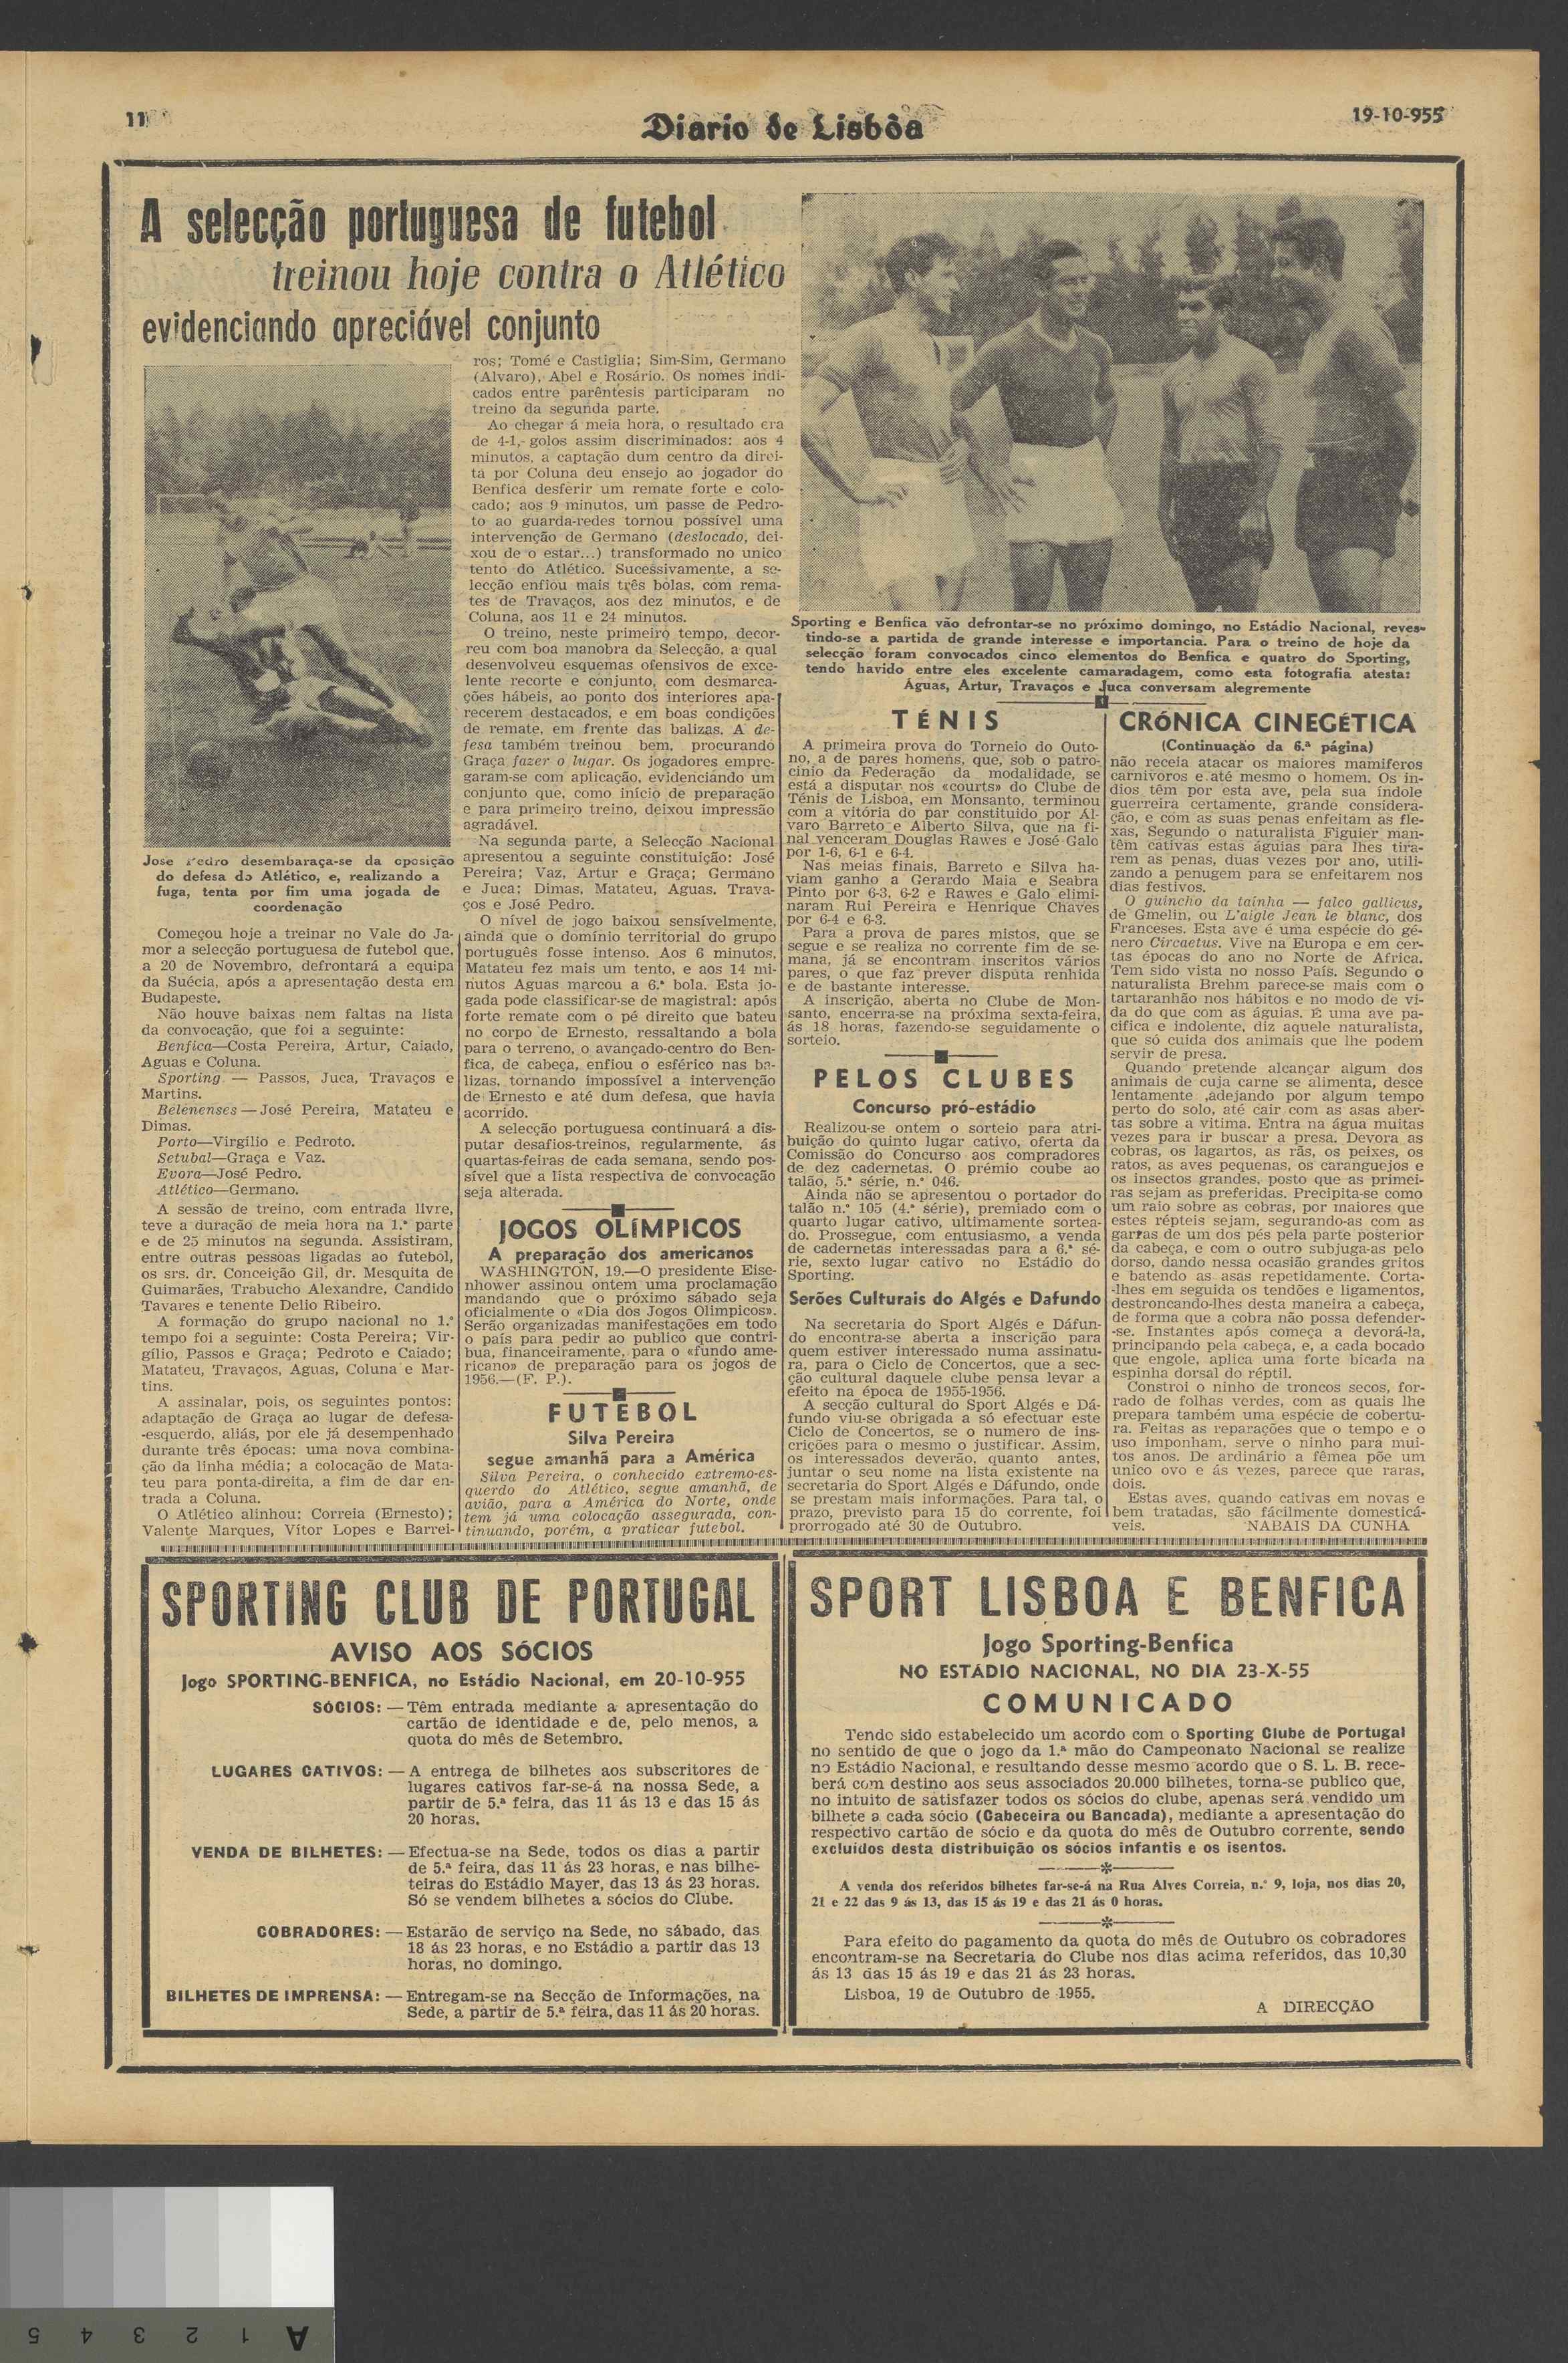 11
Diario de Lisbôa
19-10-955
A selecção portuguesa de futebol
treinou hoje contra o Atlético
evidenciando apreciável conjunto
José Pedro desembaraça-se da oposição
do defesa do Atlético, e, realizando a
fuga, tenta por fim uma jogada de
coordenação
Começou hoje a treinar no Vale do Ja-
mor a selecção portuguesa de futebol que,
a 20 de Novembro, defrontará a equipa
da Suécia, após a apresentação desta em
Budapeste.
Não houve baixas nem faltas na lista
da convocação, que foi a seguinte:
Benfica—Costa Pereira, Artur, Caiado,
Aguas e Coluna.
Sporting — Passos, Juca, Travaços e
Martins.
Belenenses — José Pereira, Matateu e
Dimas.
Porto—Virgílio e Pedroto.
Setubal—Graça e Vaz.
Evora—José Pedro.
Atlético—Germano.
A sessão de treino, com entrada livre,
teve a duração de meia hora na 1.ª parte
e de 25 minutos na segunda. Assistiram,
entre outras pessoas ligadas ao futebol,
os srs. dr. Conceição Gil, dr. Mesquita de
Guimarães, Trabucho Alexandre, Candido
Tavares e tenente Delio Ribeiro.
A formação do grupo nacional no 1.º
tempo foi a seguinte: Costa Pereira; Vir-
gílio, Passos e Graça; Pedroto e Caiado;
Matateu, Travaços, Aguas, Coluna e Mar-
tins.
A assinalar, pois, os seguintes pontos:
adaptação de Graça ao lugar de defesa-
-esquerdo, aliás, por ele já desempenhado
durante três épocas: uma nova combina-
ção da linha média; a colocação de Mata-
teu para ponta-direita, a fim de dar en-
trada a Coluna.
O Atlético alinhou: Correia (Ernesto);
Valente Marques, Vítor Lopes e Barrei-
ros; Tomé e Castiglia; Sim-Sim, Germano
(Alvaro), Abel e Rosário. Os nomes indi-
cados entre parêntesis participaram no
treino da segunda parte.
Ao chegar á meia hora, o resultado era
de 4-1, golos assim discriminados: aos 4
minutos, a captação dum centro da direi-
ta por Coluna deu ensejo ao jogador do
Benfica desferir um remate forte e colo-
cado; aos 9 minutos, um passe de Pedro-
to ao guarda-redes tornou possível uma
intervenção de Germano (deslocado, dei-
xou de o estar...) transformado no unico
tento do Atlético. Sucessivamente, a se-
lecção enfiou mais três bolas, com rema-
tes de Travaços, aos dez minutos, e de
Coluna, aos 11 e 24 minutos.
O treino, neste primeiro tempo, decor-
reu com boa manobra da Selecção, a qual
desenvolveu esquemas ofensivos de exce-
lente recorte e conjunto, com desmarca-
ções hábeis, ao ponto dos interiores apa-
recerem destacados, e em boas condições
de remate, em frente das balizas. A de-
fesa também treinou bem, procurando
Graça fazer o lugar. Os jogadores empre-
garam-se com aplicação, evidenciando um
conjunto que, como início de preparação
e para primeiro treino, deixou impressão
agradável.
Na segunda parte, a Selecção Nacional
apresentou a seguinte constituição: José
Pereira; Vaz, Artur e Graça; Germano
e Juca; Dimas, Matateu, Aguas, Trava-
ços e José Pedro.
O nível de jogo baixou sensívelmente,
ainda que o domínio territorial do grupo
português fosse intenso. Aos 6 minutos,
Matateu fez mais um tento, e aos 14 mi-
nutos Aguas marcou a 6.ª bola. Esta jo-
gada pode classificar-se de magistral: após
forte remate com o pé direito que bateu
no corpo de Ernesto, ressaltando a bola
para o terreno, o avançado-centro do Ben-
fica, de cabeça, enfiou o esférico nas ba-
lizas, tornando impossível a intervenção
de Ernesto e até dum defesa, que havia
acorrido.
A selecção portuguesa continuará a dis-
putar desafios-treinos, regularmente, ás
quartas-feiras de cada semana, sendo pos-
sível que a lista respectiva de convocação
seja alterada.
JOGOS OLÍMPICOS
A preparação dos americanos
WASHINGTON, 19.—O presidente Eise-
nhower assinou ontem uma proclamação
mandando que o próximo sábado seja
oficialmente o «Dia dos Jogos Olimpicos».
Serão organizadas manifestações em todo
o país para pedir ao publico que contri-
bua, financeiramente, para o «fundo ame-
ricano» de preparação para os jogos de
1956.—(F. P.).
FUTEBOL
Silva Pereira
segue amanhã para a América
Silva Pereira, o conhecido extremo-es-
querdo do Atlético, segue amanhã, de
avião, para a América do Norte, onde
tem já uma colocação assegurada, con-
tinuando, porém, a praticar futebol.
Sporting e Benfica vão defrontar-se no próximo domingo, no Estádio Nacional, reves-
tindo-se a partida de grande interesse e importancia. Para o treino de hoje da
selecção foram convocados cinco elementos do Benfica e quatro do Sporting,
tendo havido entre eles excelente camaradagem, como esta fotografia atesta:
Águas, Artur, Travaços e Juca conversam alegremente
TÉNIS
A primeira prova do Torneio do Outo-
no, a de pares homens, que, sob o patro-
cínio da Federação da modalidade, se
está a disputar nos «courts» do Clube de
Ténis de Lisboa, em Monsanto, terminou
com a vitória do par constituido por Ál-
varo Barreto e Alberto Silva, que na fi-
nal venceram Douglas Rawes e José Galo
por 1-6, 6-1 e 6-4.
Nas meias finais, Barreto e Silva ha-
viam ganho a Gerardo Maia e Seabra
Pinto por 6-3, 6-2 e Rawes e Galo elimi-
naram Rui Pereira e Henrique Chaves
por 6-4 e 6-3.
Para a prova de pares mistos, que se
segue e se realiza no corrente fim de se-
mana, já se encontram inscritos vários
pares, o que faz prever disputa renhida
e de bastante interesse.
A inscrição, aberta no Clube de Mon-
santo, encerra-se na próxima sexta-feira,
ás 18 horas, fazendo-se seguidamente o
sorteio.
PELOS CLUBES
Concurso pró-estádio
Realizou-se ontem o sorteio para atri-
buição do quinto lugar cativo, oferta da
Comissão do Concurso aos compradores
de dez cadernetas. O prémio coube ao
talão, 5.ª série, n.º 046.
Ainda não se apresentou o portador do
talão n.º 105 (4.ª série), premiado com o
quarto lugar cativo, ultimamente sortea-
do. Prossegue, com entusiasmo, a venda
de cadernetas interessadas para a 6.ª sé-
rie, sexto lugar cativo no Estádio do
Sporting.
Serões Culturais do Algés e Dafundo
Na secretaria do Sport Algés e Dáfun-
do encontra-se aberta a inscrição para
quem estiver interessado numa assinatu-
ra, para o Ciclo de Concertos, que a sec-
ção cultural daquele clube pensa levar a
efeito na época de 1955-1956.
A secção cultural do Sport Algés e Dá-
fundo viu-se obrigada a só efectuar este
Ciclo de Concertos, se o numero de ins-
crições para o mesmo o justificar. Assim,
os interessados deverão, quanto antes,
juntar o seu nome na lista existente na
secretaria do Sport Algés e Dáfundo, onde
se prestam mais informações. Para tal, o
prazo, previsto para 15 do corrente, foi
prorrogado até 30 de Outubro.
CRÓNICA CINEGÉTICA
(Continuação da 6.ª página)
não receia atacar os maiores mamiferos
carnivoros e até mesmo o homem. Os ín-
dios têm por esta ave, pela sua índole
guerreira certamente, grande considera-
ção, e com as suas penas enfeitam as fle-
xas, Segundo o naturalista Figuier man-
têm cativas estas águias para lhes tira-
rem as penas, duas vezes por ano, utili-
zando a penugem para se enfeitarem nos
dias festivos.
O guincho da tainha — falco gallicus,
de Gmelin, ou L'aigle Jean le blanc, dos
Franceses. Esta ave é uma espécie do gé-
nero Circaetus. Vive na Europa e em cer-
tas épocas do ano no Norte de Africa.
Tem sido vista no nosso País. Segundo o
naturalista Brehm parece-se mais com o
tartaranhão nos hábitos e no modo de vi-
da do que com as águias. É uma ave pa-
cífica e indolente, diz aquele naturalista,
que só cuida dos animais que lhe podem
servir de presa.
Quando pretende alcançar algum dos
animais de cuja carne se alimenta, desce
lentamente ,adejando por algum tempo
perto do solo, até cair com as asas aber-
tas sobre a vítima. Entra na água muitas
vezes para ir buscar a presa. Devora as
cobras, os lagartos, as rãs, os peixes, os
ratos, as aves pequenas, os caranguejos e
os insectos grandes, posto que as primei-
ras sejam as preferidas. Precipita-se como
um raio sobre as cobras, por maiores que
estes répteis sejam, segurando-as com as
garras de um dos pés pela parte posterior
da cabeça, e com o outro subjuga-as pelo
dorso, dando nessa ocasião grandes gritos
e batendo as asas repetidamente. Corta-
-lhes em seguida os tendões e ligamentos,
destroncando-lhes desta maneira a cabeça,
de forma que a cobra não possa defender-
-se. Instantes após começa a devorá-la,
principando pela cabeça, e, a cada bocado
que engole, aplica uma forte bicada na
espinha dorsal do réptil.
Constroi o ninho de troncos secos, for-
rado de folhas verdes, com as quais lhe
prepara também uma espécie de cobertu-
ra. Feitas as reparações que o tempo e o
uso imponham, serve o ninho para mui-
tos anos. De ordinário a fêmea põe um
unico ovo e ás vezes, parece que raras,
dois.
Estas aves, quando cativas em novas e
bem tratadas, são fácilmente domesticá-
veis. NABAIS DA CUNHA
SPORTING CLUB DE PORTUGAL
AVISO AOS SÓCIOS
Jogo SPORTING-BENFICA, no Estádio Nacional, em 20-10-955
SÓCIOS: — Têm entrada mediante a apresentação do
cartão de identidade e de, pelo menos, a
quota do mês de Setembro.
LUGARES CATIVOS: — A entrega de bilhetes aos subscritores de
lugares cativos far-se-á na nossa Sede, a
partir de 5.ª feira, das 11 ás 13 e das 15 ás
20 horas.
VENDA DE BILHETES: — Efectua-se na Sede, todos os dias a partir
de 5.ª feira, das 11 ás 23 horas, e nas bilhe-
teiras do Estádio Mayer, das 13 ás 23 horas.
Só se vendem bilhetes a sócios do Clube.
COBRADORES: — Estarão de serviço na Sede, no sábado, das
18 ás 23 horas, e no Estádio a partir das 13
horas, no domingo.
BILHETES DE IMPRENSA: — Entregam-se na Secção de Informações, na
Sede, a partir de 5.ª feira, das 11 ás 20 horas.
SPORT LISBOA E BENFICA
Jogo Sporting-Benfica
NO ESTÁDIO NACIONAL, NO DIA 23-X-55
COMUNICADO
Tendo sido estabelecido um acordo com o Sporting Clube de Portugal
no sentido de que o jogo da 1.ª mão do Campeonato Nacional se realize
no Estádio Nacional, e resultando desse mesmo acordo que o S. L. B. rece-
berá com destino aos seus associados 20.000 bilhetes, torna-se publico que,
no intuito de satisfazer todos os sócios do clube, apenas será vendido um
bilhete a cada sócio (Cabeceira ou Bancada), mediante a apresentação do
respectivo cartão de sócio e da quota do mês de Outubro corrente, sendo
excluídos desta distribuição os sócios infantis e os isentos.
A venda dos referidos bilhetes far-se-á na Rua Alves Correia, n.º 9, loja, nos dias 20,
21 e 22 das 9 ás 13, das 15 ás 19 e das 21 ás 0 horas.
Para efeito do pagamento da quota do mês de Outubro os cobradores
encontram-se na Secretaria do Clube nos dias acima referidos, das 10,30
ás 13 das 15 ás 19 e das 21 ás 23 horas.
Lisboa, 19 de Outubro de 1955.
A DIRECÇÃO
A 1 2 3 4 5